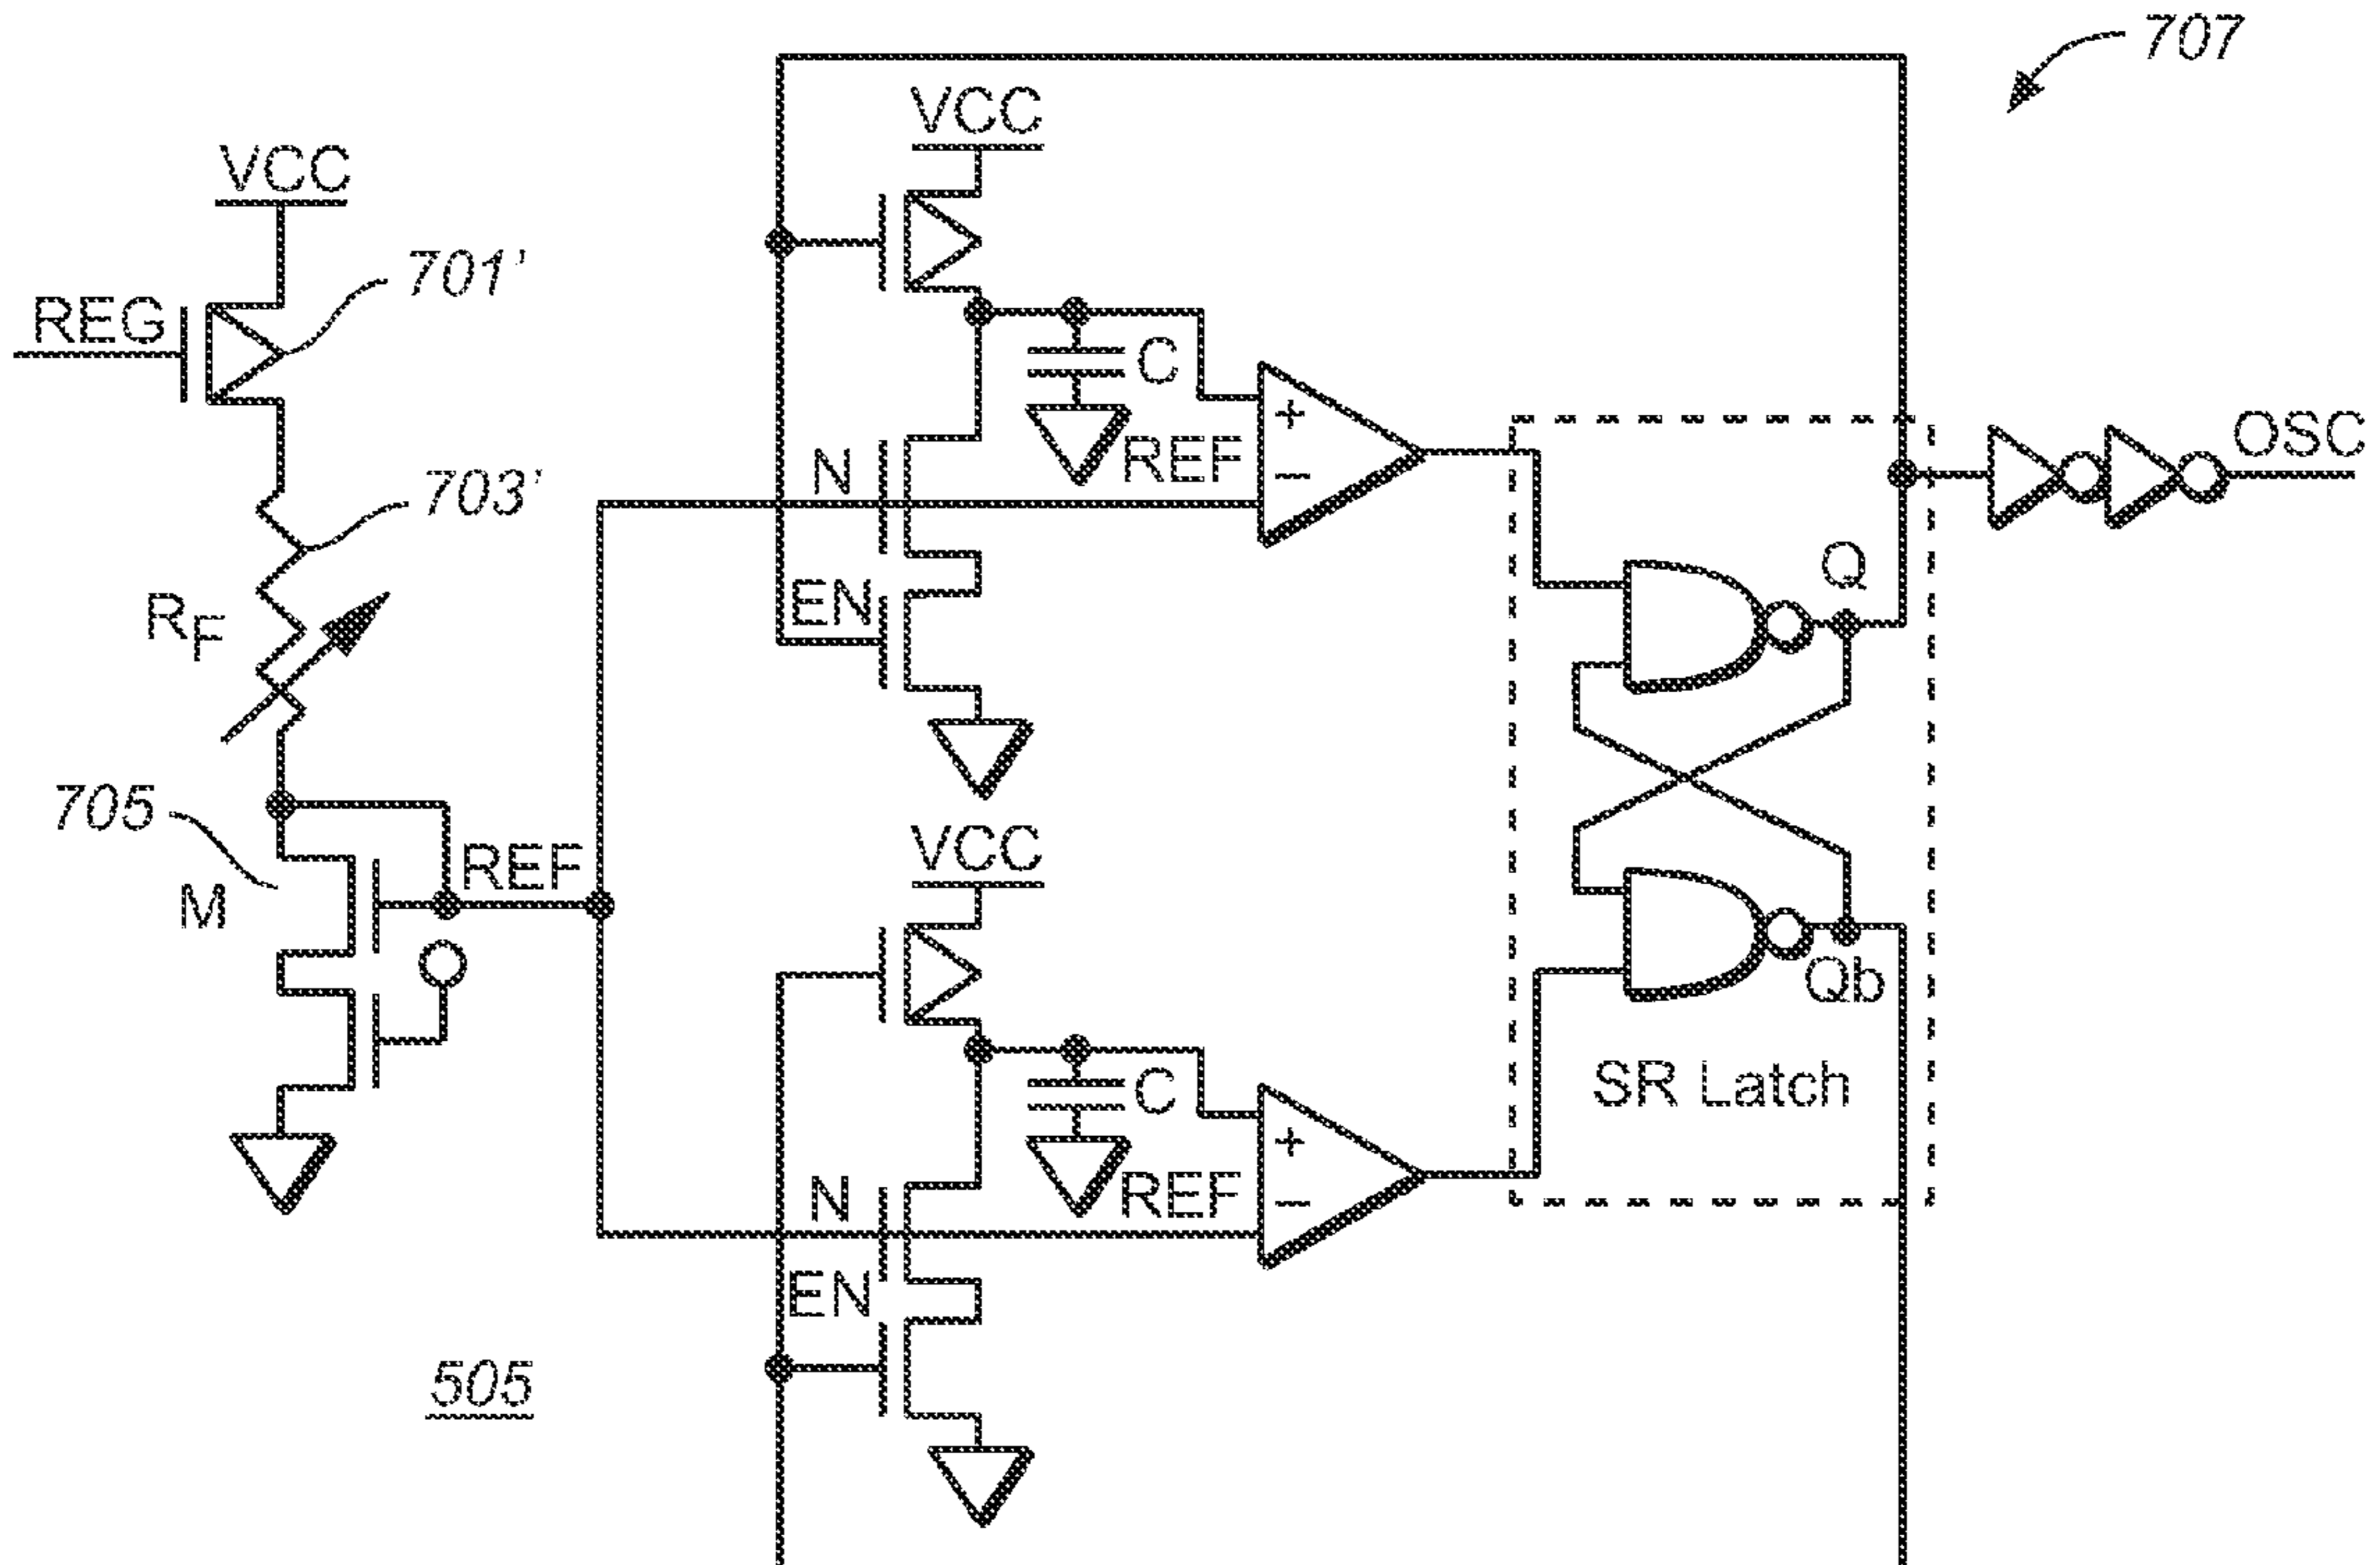 707
VCC
VCC
701'
REG
C
+
OSC
REF
N
−
703'
Q
EN
RF
705
VCC
REF
M
Qb
SR Latch
C
+
REF
N
−
EN
505